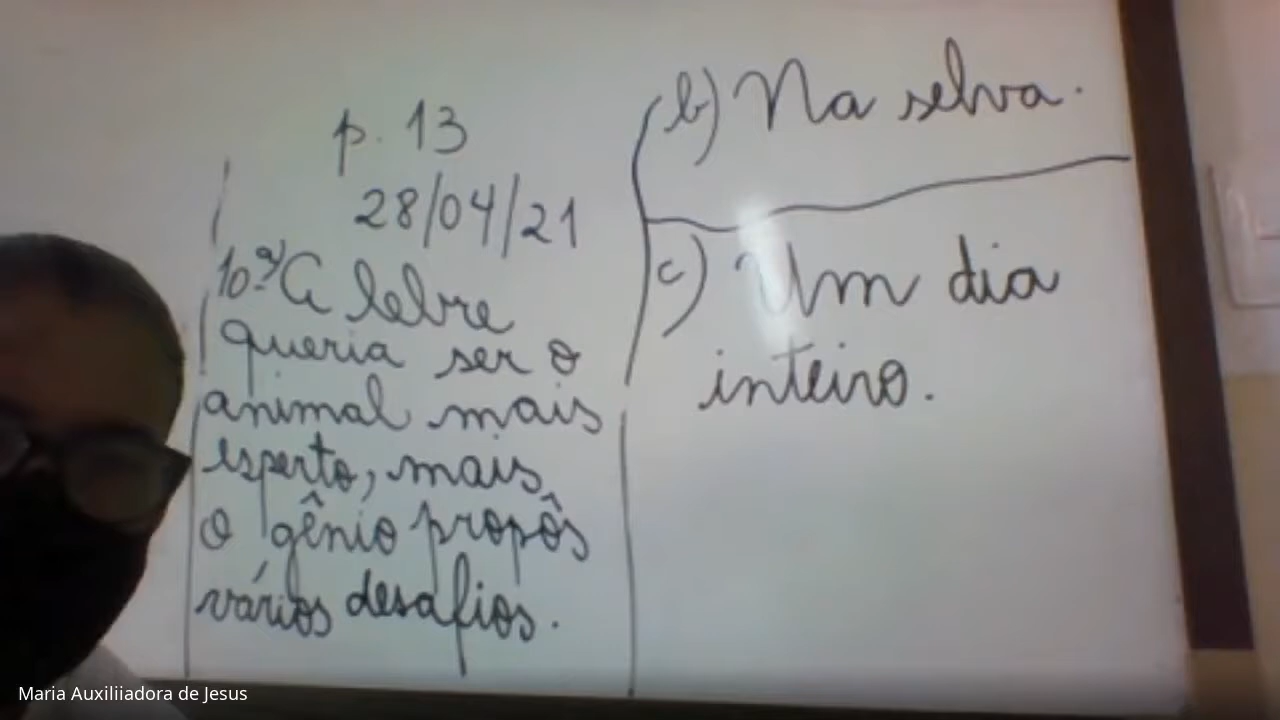 p. 13
28/04/21
10ª) A lebre
queria ser o
animal mais
esperto, mais
o gênio propôs
vários desafios.
b) Na selva.
c) Um dia
inteiro.
Maria Auxiliiadora de Jesus